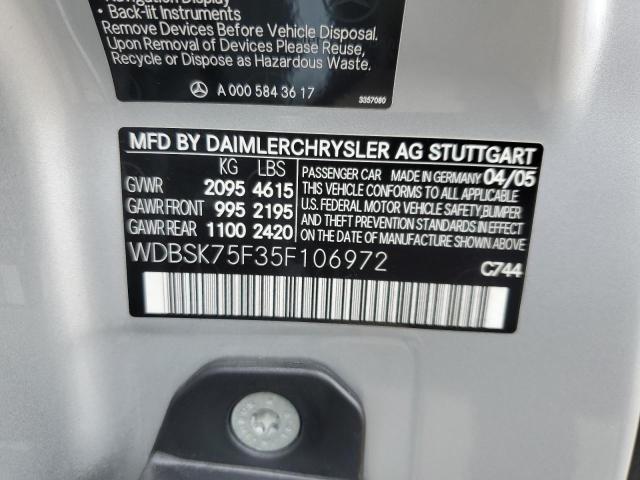 Navigation Display
• Back-lit Instruments
Remove Devices Before Vehicle Disposal.
Upon Removal of Devices Please Reuse,
Recycle or Dispose as Hazardous Waste.
A 000 584 36 17
3357080
MFD BY DAIMLERCHRYSLER AG STUTTGART
KG LBS
GVWR 2095 4615
GAWR FRONT 995 2195
GAWR REAR 1100 2420
PASSENGER CAR MADE IN GERMANY 04/05
THIS VEHICLE CONFORMS TO ALL APPLICABLE
U.S. FEDERAL MOTOR VEHICLE SAFETY,BUMPER
AND THEFT PREVENTION STANDARDS IN EFFECT
ON THE DATE OF MANUFACTURE SHOWN ABOVE.
WDBSK75F35F106972
C744